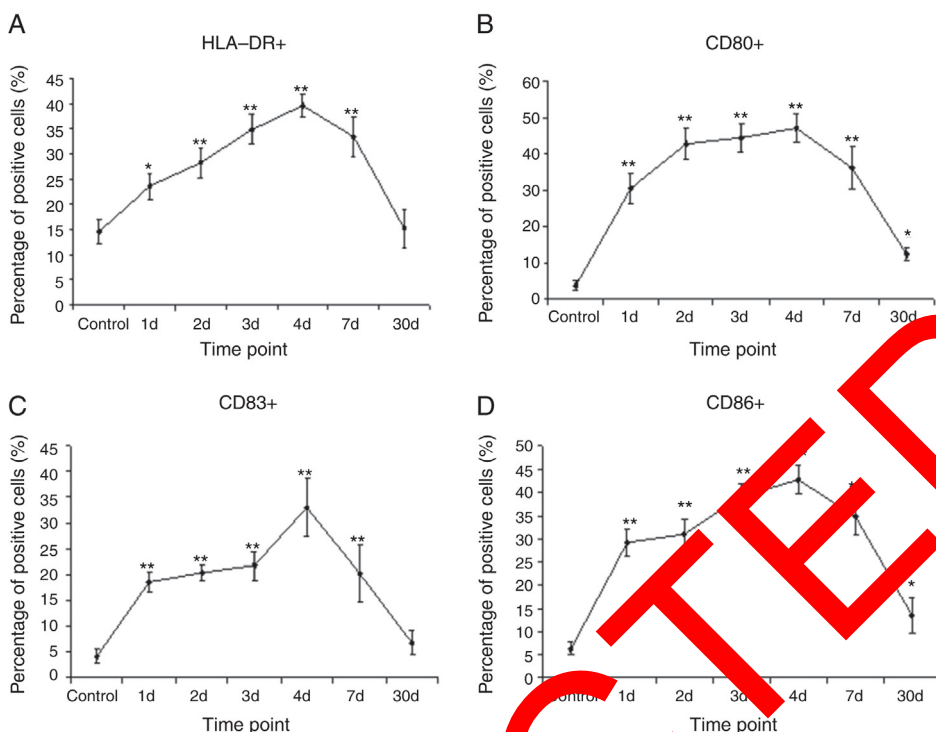 A
HLA–DR+
Percentage of positive cells (%)
45
40
35
30
25
20
15
10
5
0
*
**
**
**
**
Control 1d 2d 3d 4d 7d 30d
Time point
B
CD80+
Percentage of positive cells (%)
60
50
40
30
20
10
0
**
**
**
**
**
*
Control 1d 2d 3d 4d 7d 30d
Time point
C
CD83+
Percentage of positive cells (%)
45
40
35
30
25
20
15
10
5
0
**
**
**
**
**
Control 1d 2d 3d 4d 7d 30d
Time point
D
CD86+
Percentage of positive cells (%)
50
45
40
35
30
25
20
15
10
5
0
**
**
**
*
Control 1d 2d 3d 4d 7d 30d
Time point